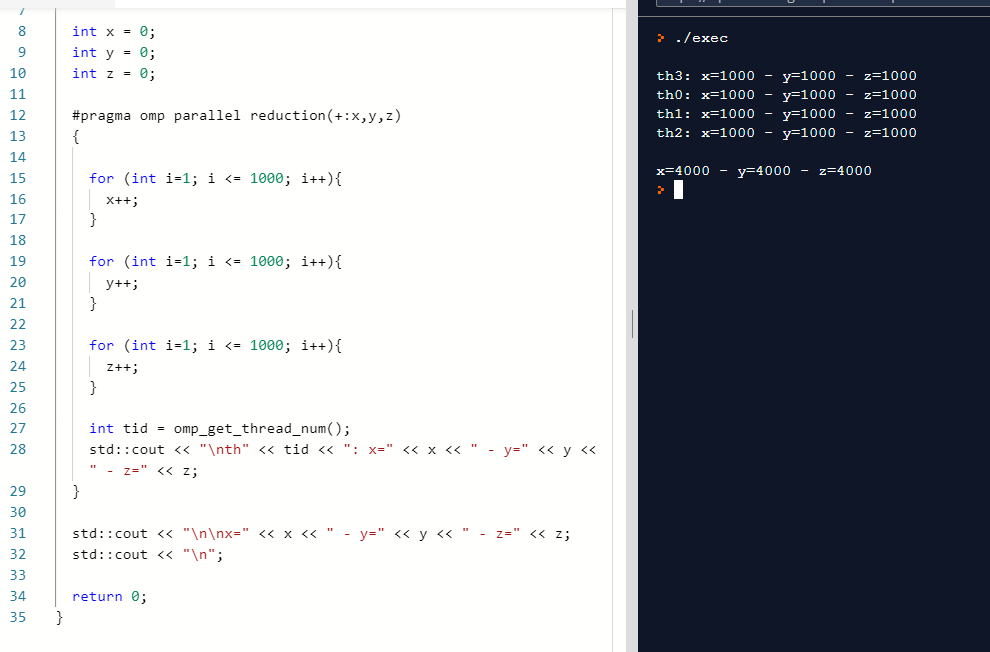 7
8 int x = 0;
9 int y = 0;
10 int z = 0;
11
12 #pragma omp parallel reduction(+:x,y,z)
13 {
14
15 for (int i=1; i <= 1000; i++){
16 x++;
17 }
18
19 for (int i=1; i <= 1000; i++){
20 y++;
21 }
22
23 for (int i=1; i <= 1000; i++){
24 z++;
25 }
26
27 int tid = omp_get_thread_num();
28 std::cout << "\nth" << tid << ": x=" << x << " - y=" << y <<
" - z=" << z;
29 }
30
31 std::cout << "\n\nx=" << x << " - y=" << y << " - z=" << z;
32 std::cout << "\n";
33
34 return 0;
35 }
> ./exec
th3: x=1000 - y=1000 - z=1000
th0: x=1000 - y=1000 - z=1000
th1: x=1000 - y=1000 - z=1000
th2: x=1000 - y=1000 - z=1000
x=4000 - y=4000 - z=4000
>